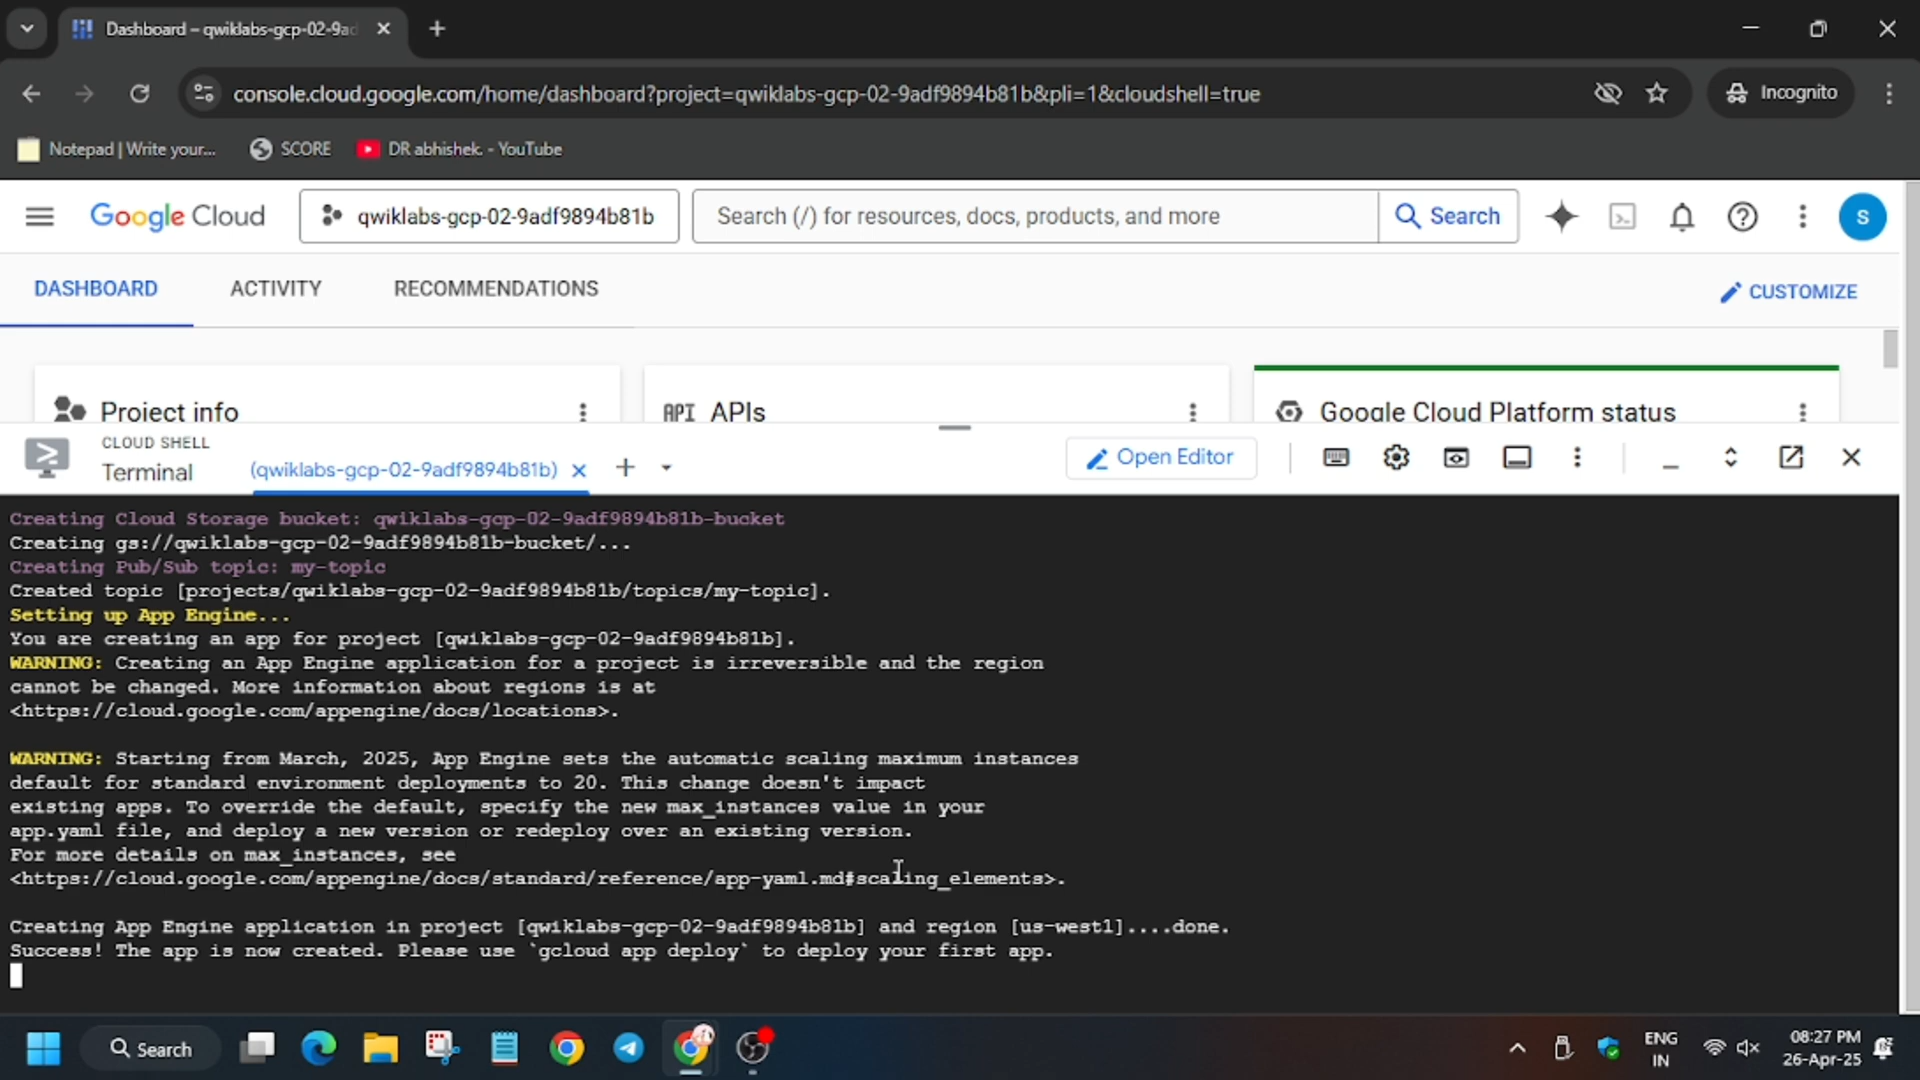 Dashboard – qwiklabs-gcp-02-9ad
console.cloud.google.com/home/dashboard?project=qwiklabs-gcp-02-9adf9894b81b&pli=1&cloudshell=true
Incognito
Notepad | Write your...
SCORE
DR abhishek. - YouTube
Google Cloud
qwiklabs-gcp-02-9adf9894b81b
Search (/) for resources, docs, products, and more
Search
S
DASHBOARD
ACTIVITY
RECOMMENDATIONS
CUSTOMIZE
Project info
API APIs
Google Cloud Platform status
CLOUD SHELL
Terminal
(qwiklabs-gcp-02-9adf9894b81b)
Open Editor
Creating Cloud Storage bucket: qwiklabs-gcp-02-9adf9894b81b-bucket
Creating gs://qwiklabs-gcp-02-9adf9894b81b-bucket/...
Creating Pub/Sub topic: my-topic
Created topic [projects/qwiklabs-gcp-02-9adf9894b81b/topics/my-topic].
Setting up App Engine...
You are creating an app for project [qwiklabs-gcp-02-9adf9894b81b].
WARNING: Creating an App Engine application for a project is irreversible and the region
cannot be changed. More information about regions is at
<https://cloud.google.com/appengine/docs/locations>.
WARNING: Starting from March, 2025, App Engine sets the automatic scaling maximum instances
default for standard environment deployments to 20. This change doesn't impact
existing apps. To override the default, specify the new max_instances value in your
app.yaml file, and deploy a new version or redeploy over an existing version.
For more details on max_instances, see
<https://cloud.google.com/appengine/docs/standard/reference/app-yaml.md#scaling_elements>.
Creating App Engine application in project [qwiklabs-gcp-02-9adf9894b81b] and region [us-west1]....done.
Success! The app is now created. Please use `gcloud app deploy` to deploy your first app.
Search
ENG
IN
08:27 PM
26-Apr-25